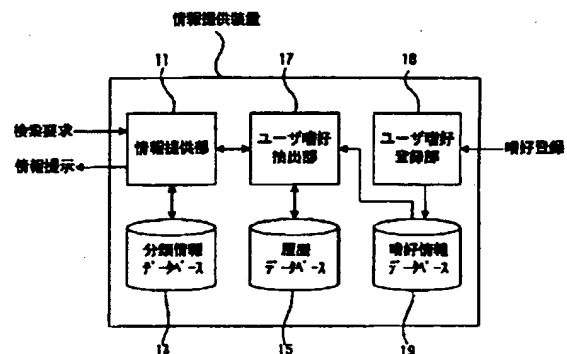 情報提供装置
11
17
18
検索要求
情報提示
情報提供部
ユーザ嗜好
抽出部
ユーザ嗜好
登録部
嗜好登録
分類情報
データベース
履歴
データベース
嗜好情報
データベース
13
15
19